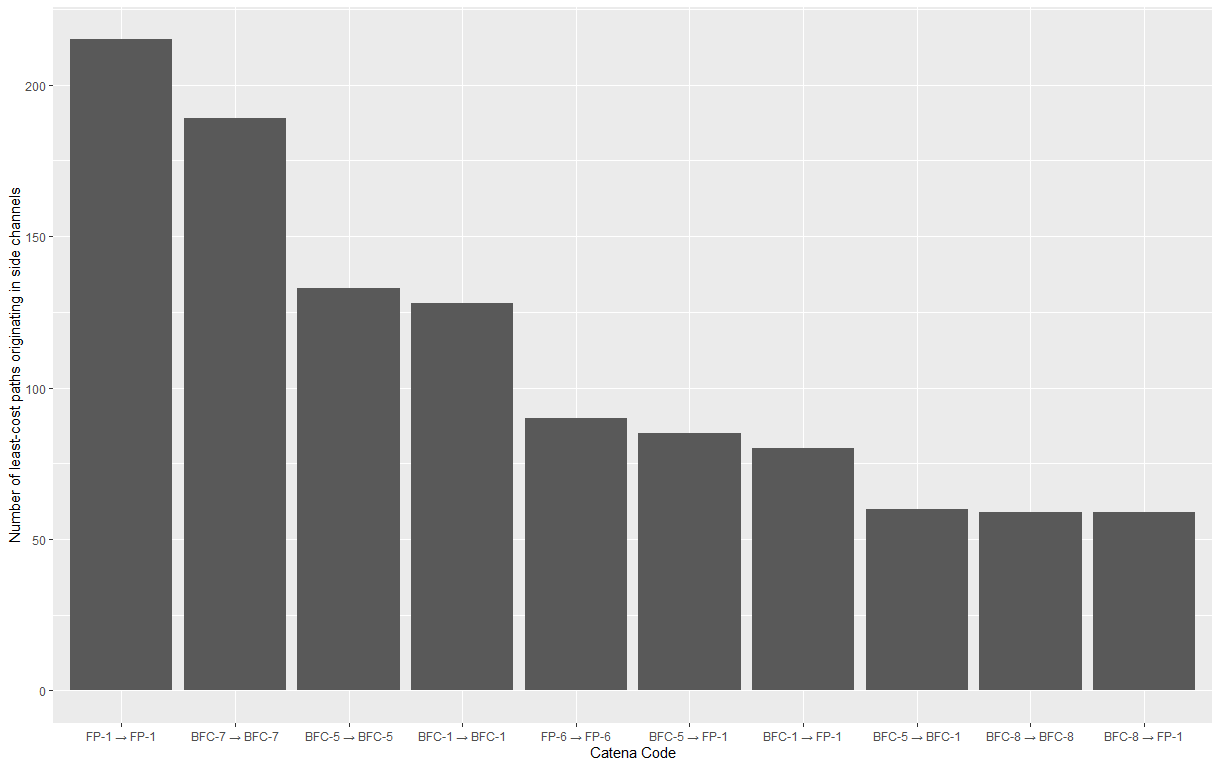 Number of least-cost paths originating in side channels
200
150
100
50
0
FP-1 → FP-1
BFC-7 → BFC-7
BFC-5 → BFC-5
BFC-1 → BFC-1
FP-6 → FP-6
BFC-5 → FP-1
BFC-1 → FP-1
BFC-5 → BFC-1
BFC-8 → BFC-8
BFC-8 → FP-1
Catena Code